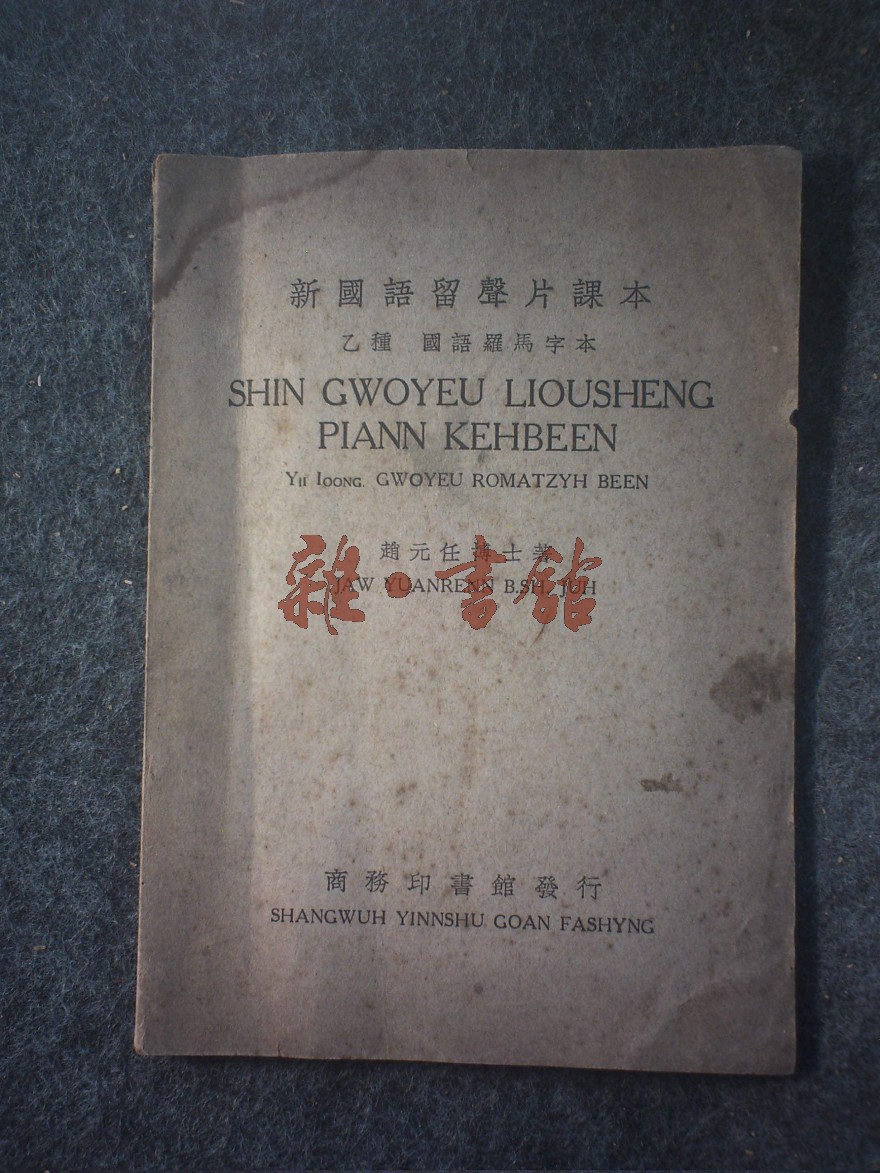 新國語留聲片課本
乙種 國語羅馬字本
SHIN GWOYEU LIOUSHENG
PIANN KEHBEEN
YII IOONG. GWOYEU ROMATZYH BEEN
趙元任博士著
JAW YUANRENN B.SH. JUH
雜·書館
商務印書館發行
SHANGWUH YINNSHU GOAN FASHYNG